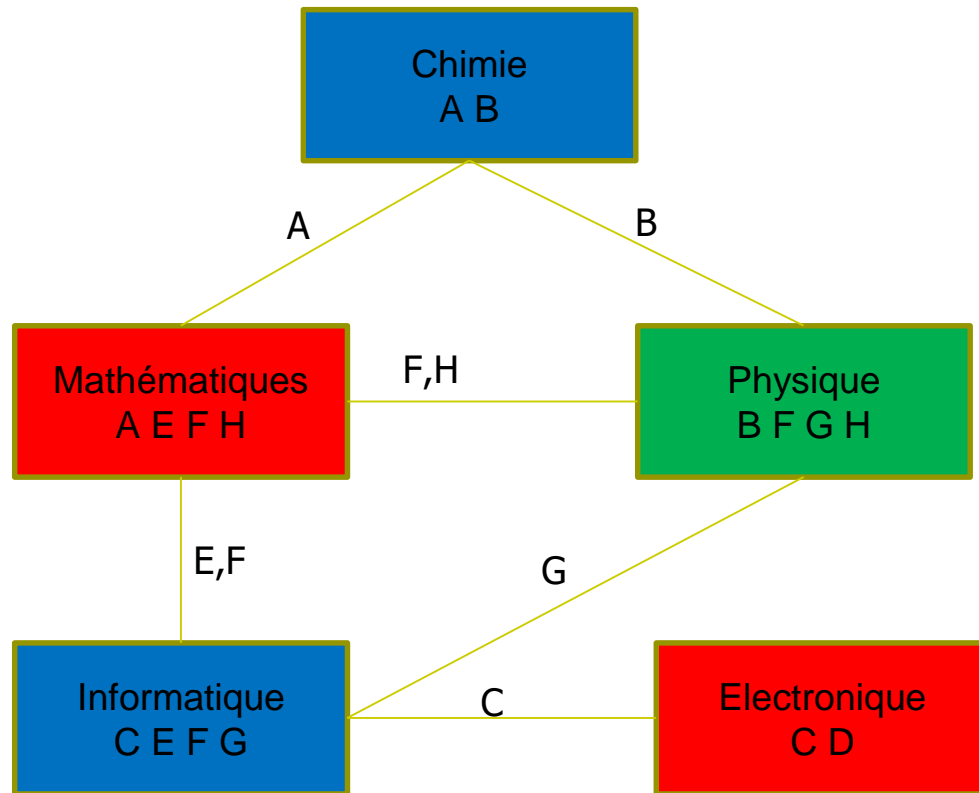 Chimie
A B
A
B
Mathématiques
A E F H
F,H
Physique
B F G H
E,F
G
Informatique
C E F G
C
Electronique
C D